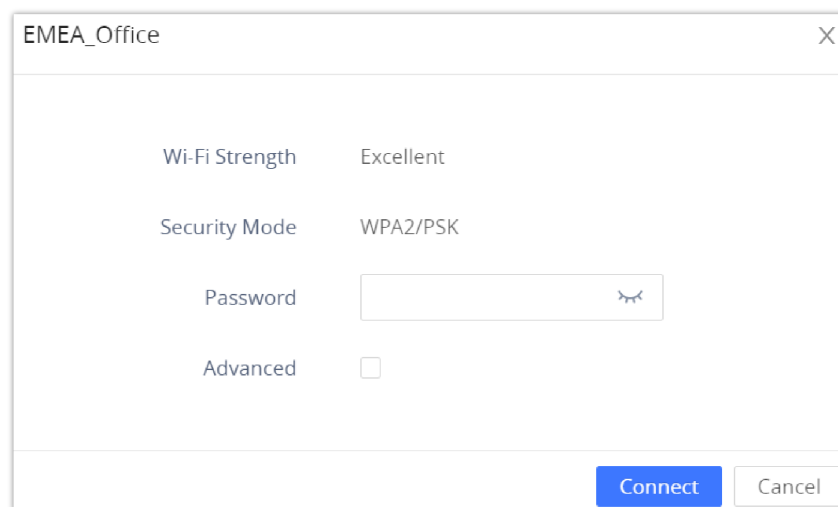 EMEA_Office X
Wi-Fi Strength Excellent
Security Mode WPA2/PSK
Password
Advanced
Connect Cancel